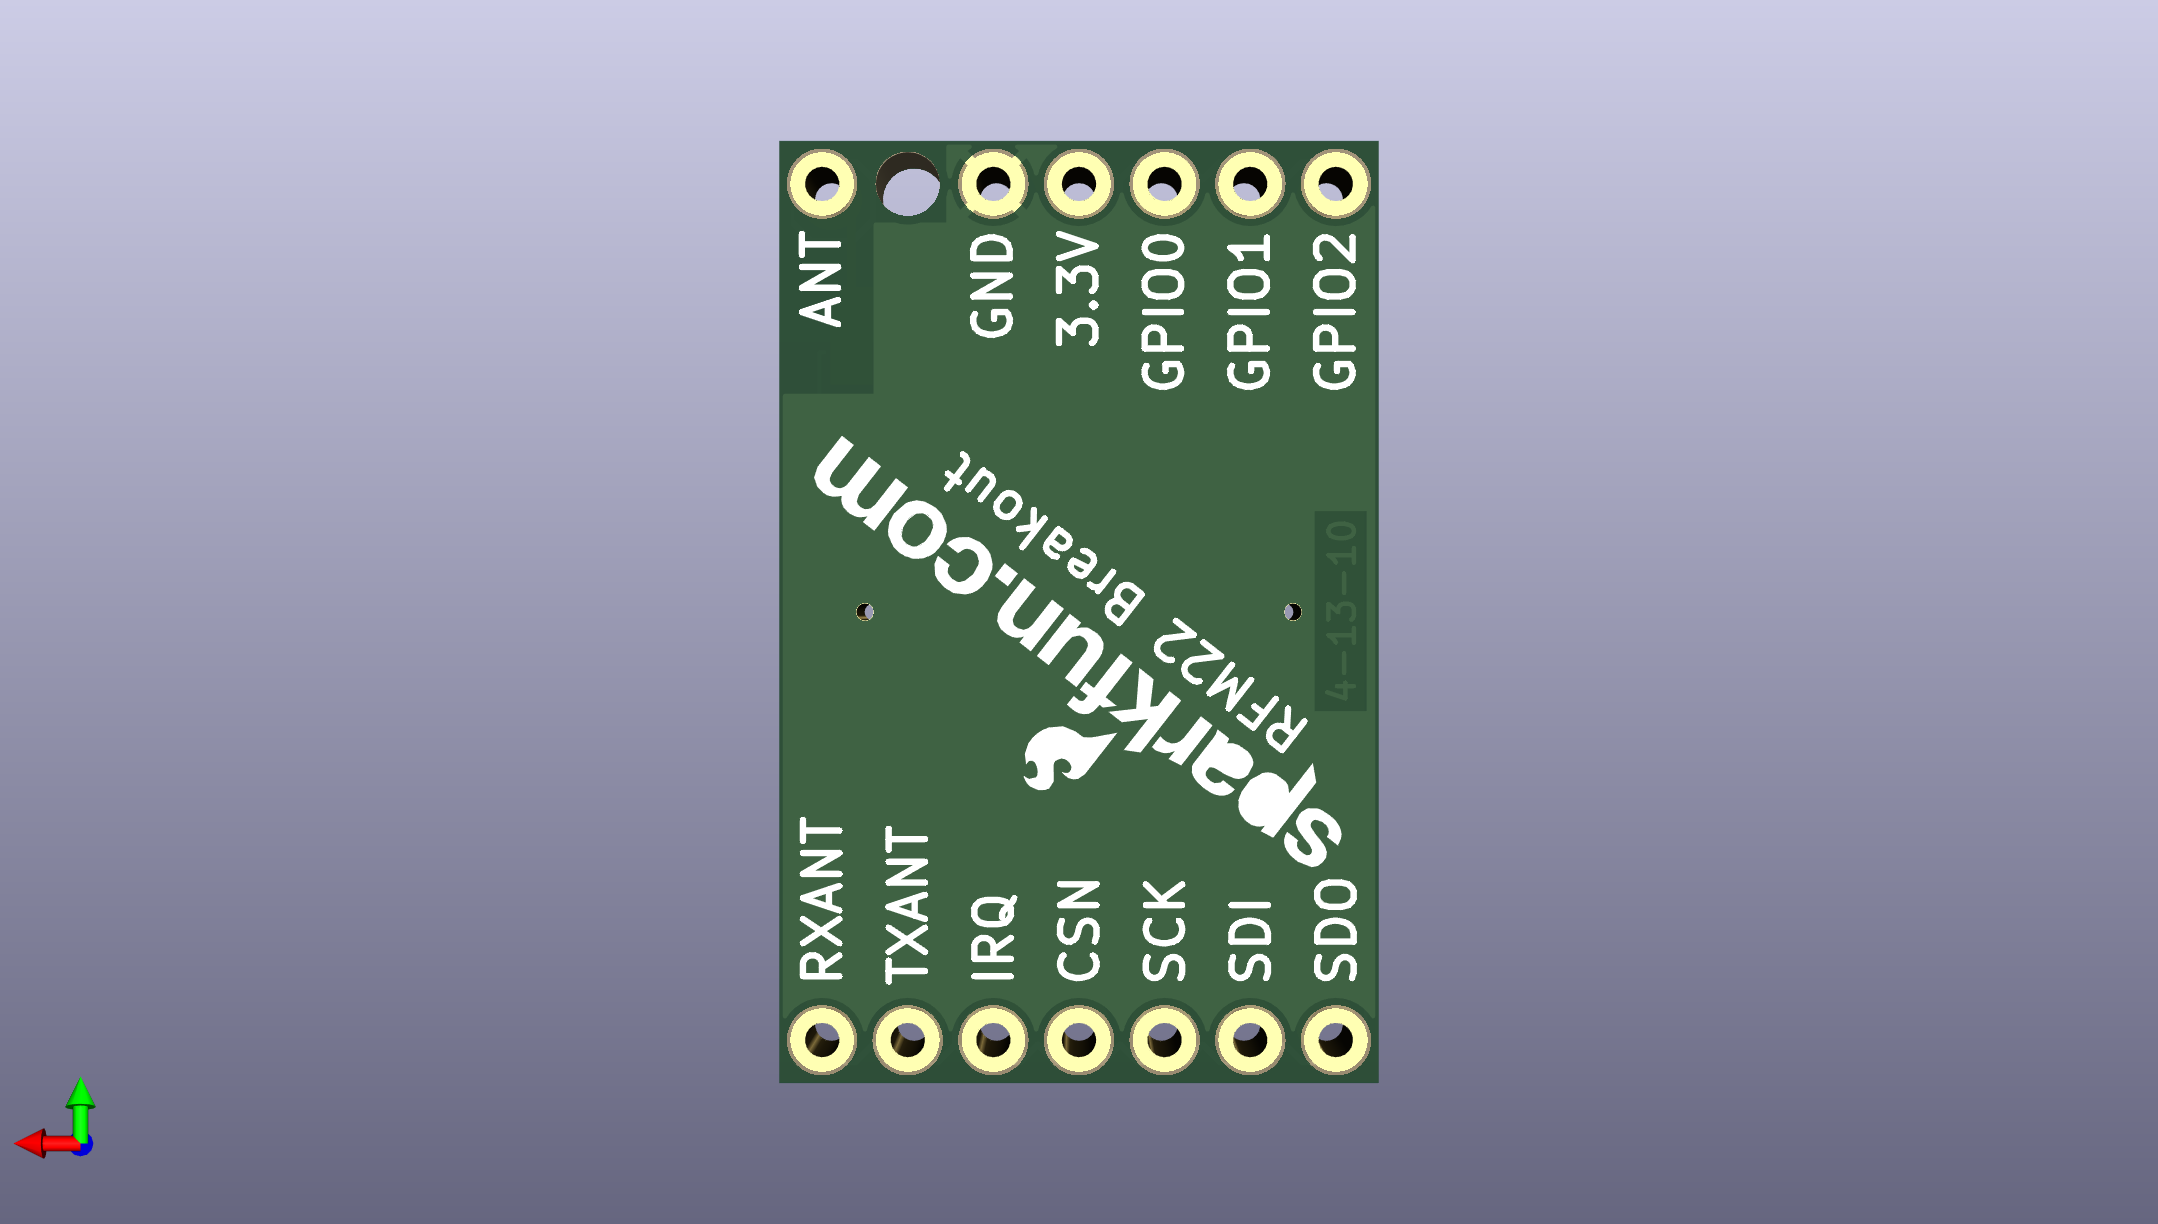 ANT
GND
3.3V
GPIO0
GPIO1
GPIO2
sparkfun.com
RFM22 Breakout
4-13-10
RXANT
TXANT
IRQ
CSN
SCK
SDI
SDO